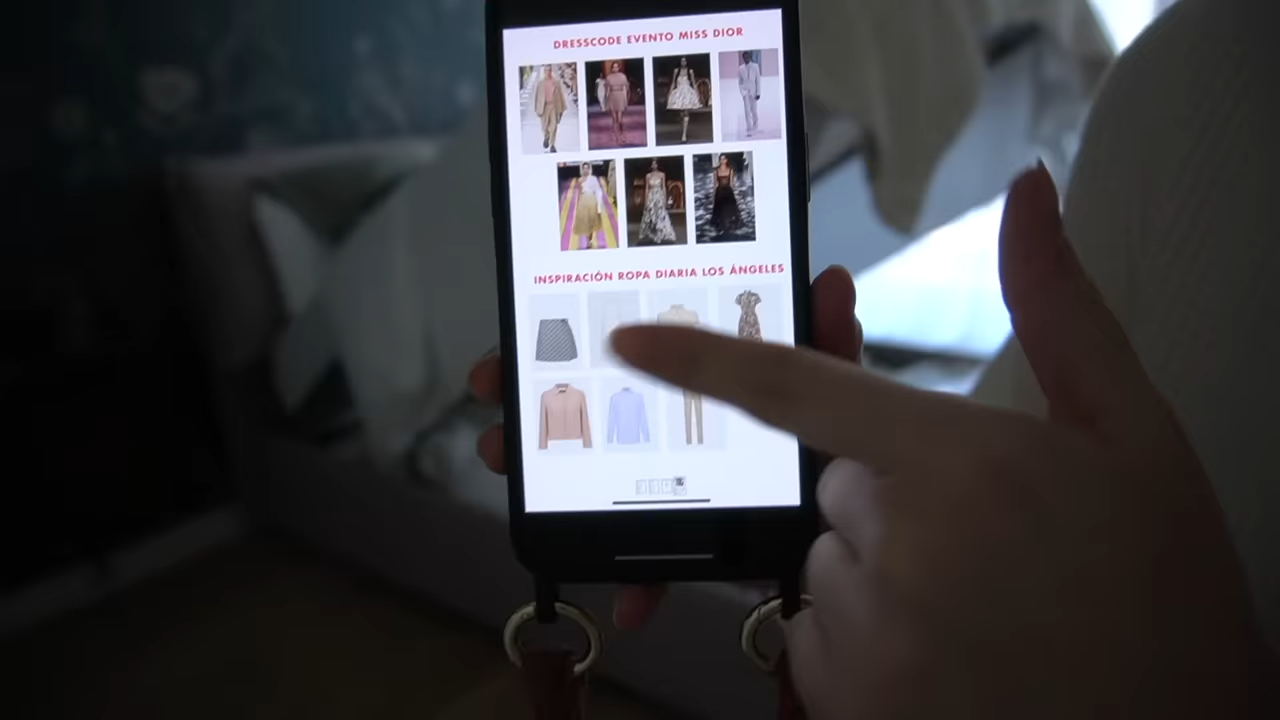 DRESSCODE EVENTO MISS DIOR
INSPIRACIÓN ROPA DIARIA LOS ÁNGELES